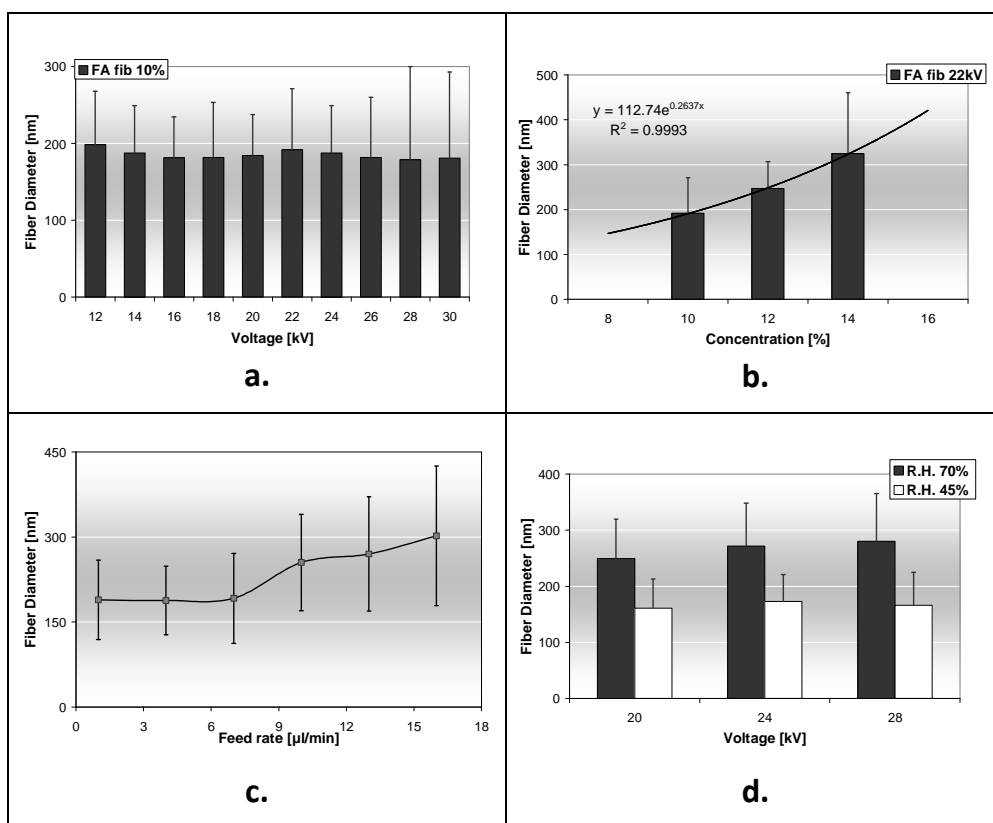 FA fib 10%
300
200
100
0
Fiber Diameter [nm]
12 14 16 18 20 22 24 26 28 30
Voltage [kV]
a.
FA fib 22kV
y = 112.74e^0.2637x
R² = 0.9993
500
400
300
200
100
0
Fiber Diameter [nm]
8 10 12 14 16
Concentration [%]
b.
450
300
150
0
Fiber Diameter [nm]
0 3 6 9 12 15 18
Feed rate [µl/min]
c.
R.H. 70%
R.H. 45%
400
300
200
100
0
Fiber Diameter [nm]
20 24 28
Voltage [kV]
d.